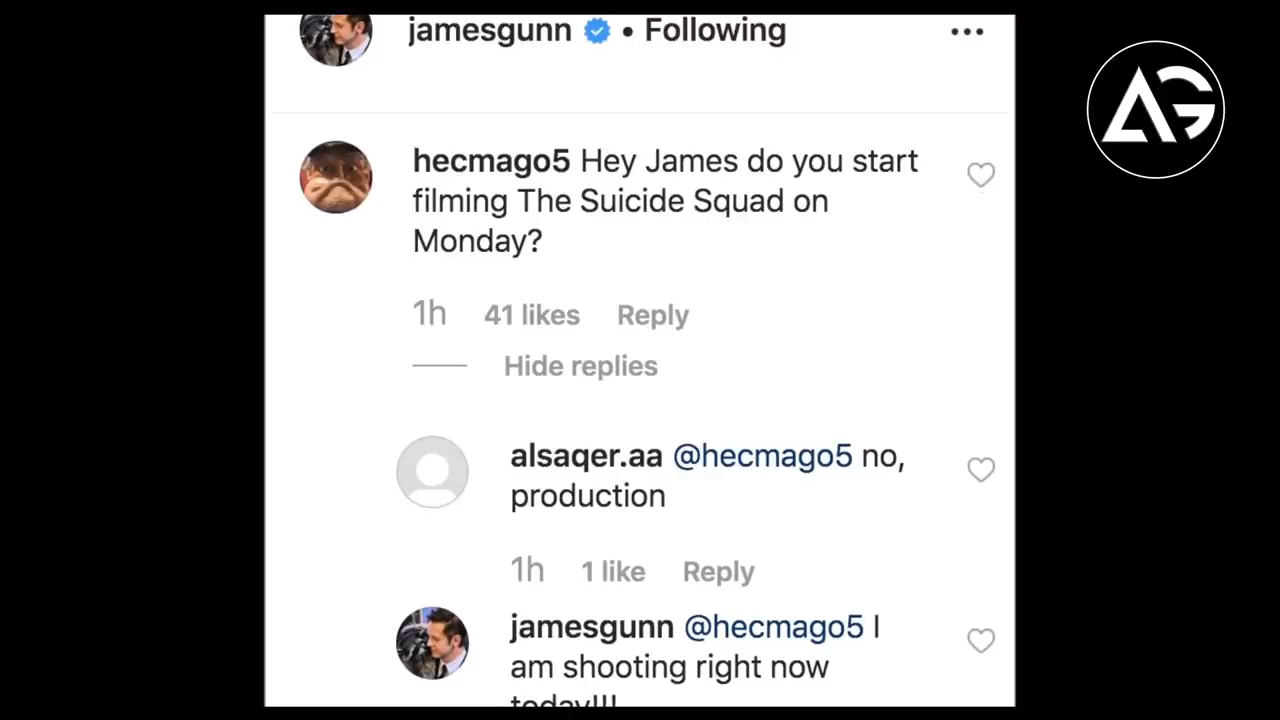 jamesgunn • Following
AG
hecmago5 Hey James do you start
filming The Suicide Squad on
Monday?
1h 41 likes Reply
Hide replies
alsaqer.aa @hecmago5 no,
production
1h 1 like Reply
jamesgunn @hecmago5 I
am shooting right now
today!!!